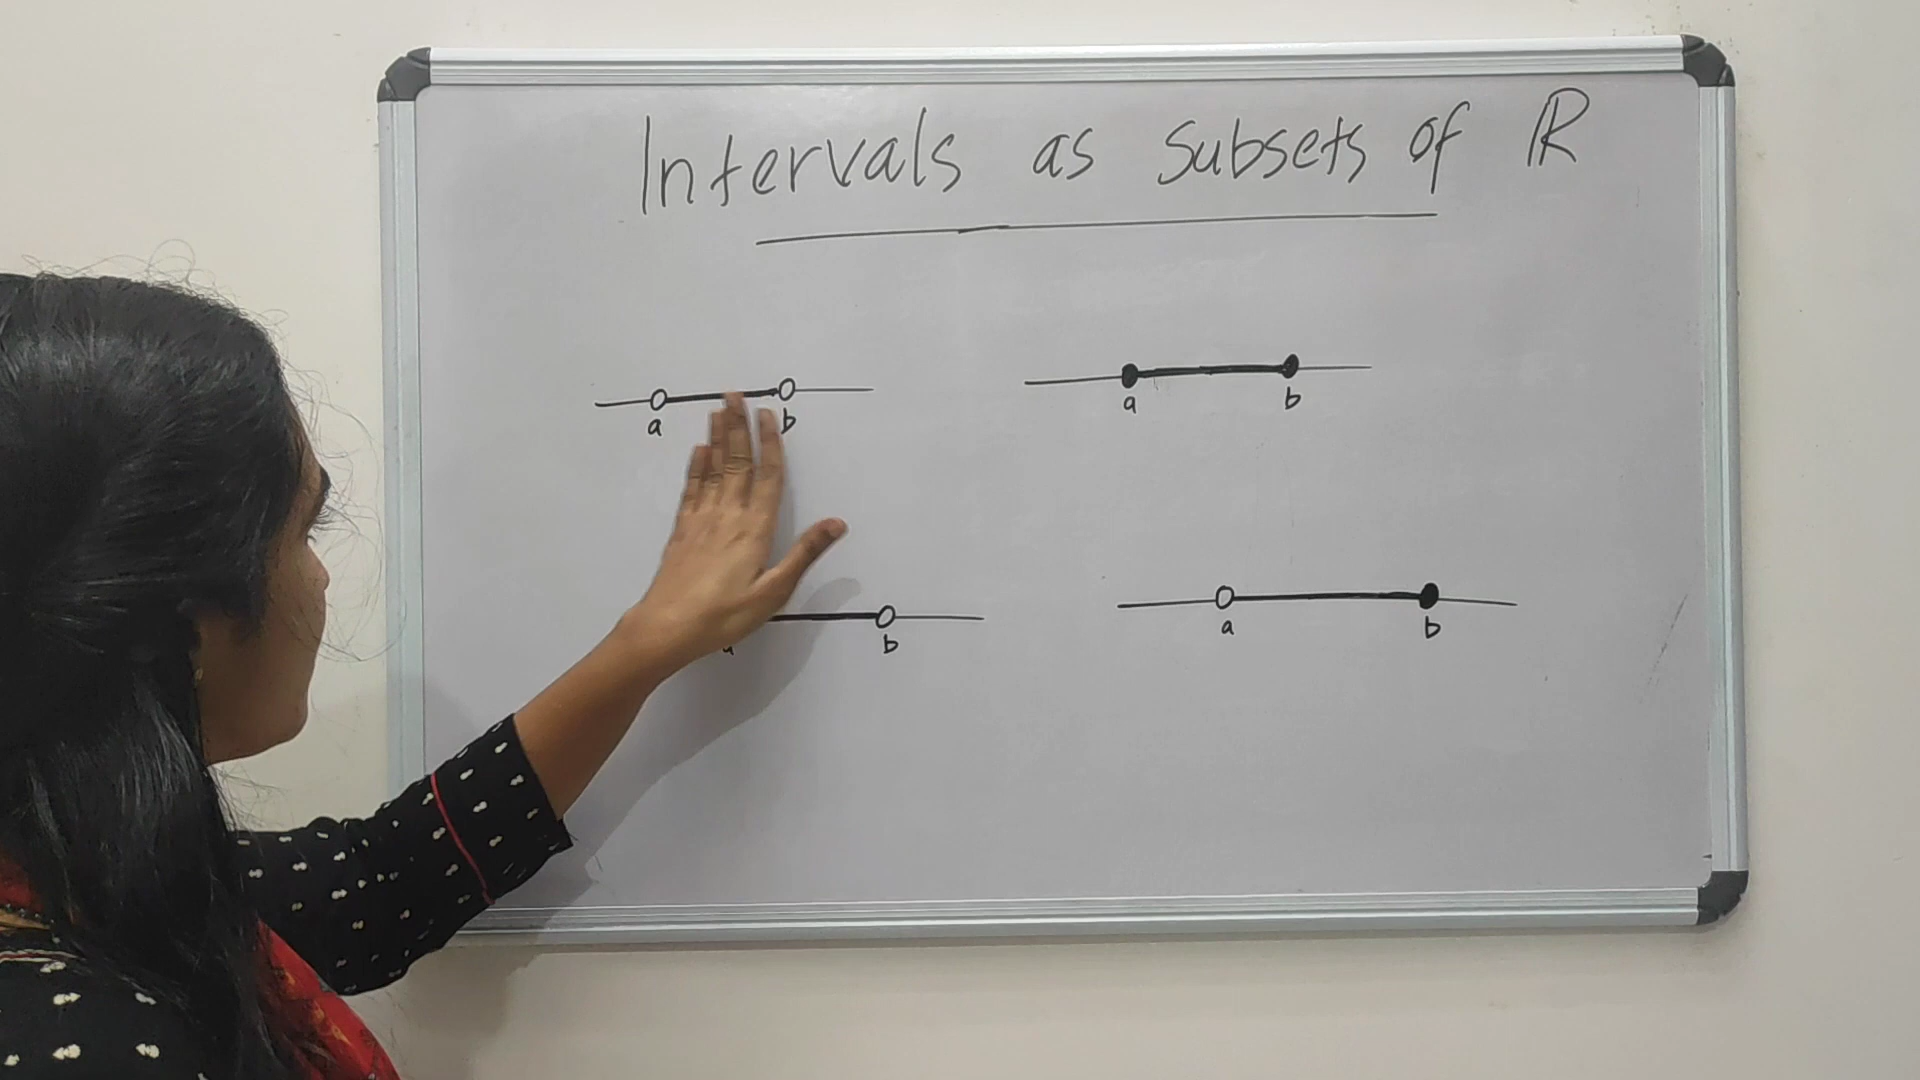 Intervals as Subsets of ℝ
a b
a b
b
a b